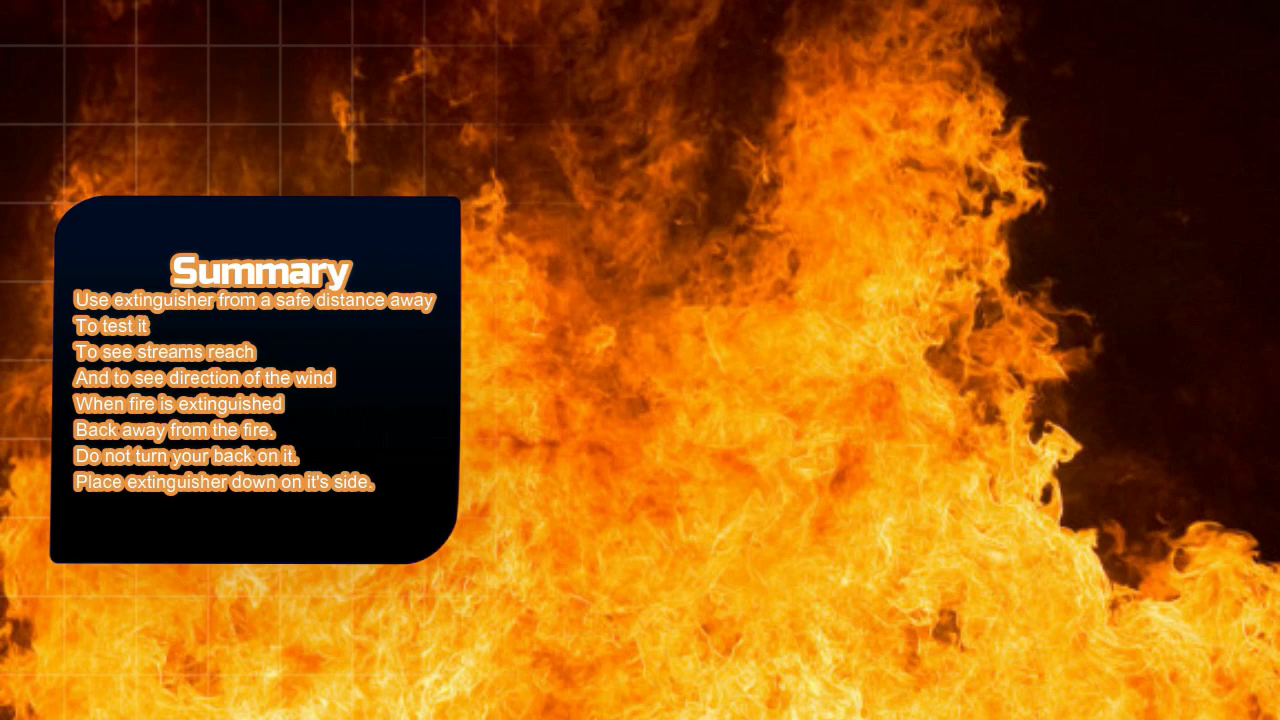 Summary
Use extinguisher from a safe distance away
To test it
To see streams reach
And to see direction of the wind
When fire is extinguished
Back away from the fire.
Do not turn your back on it.
Place extinguisher down on it's side.